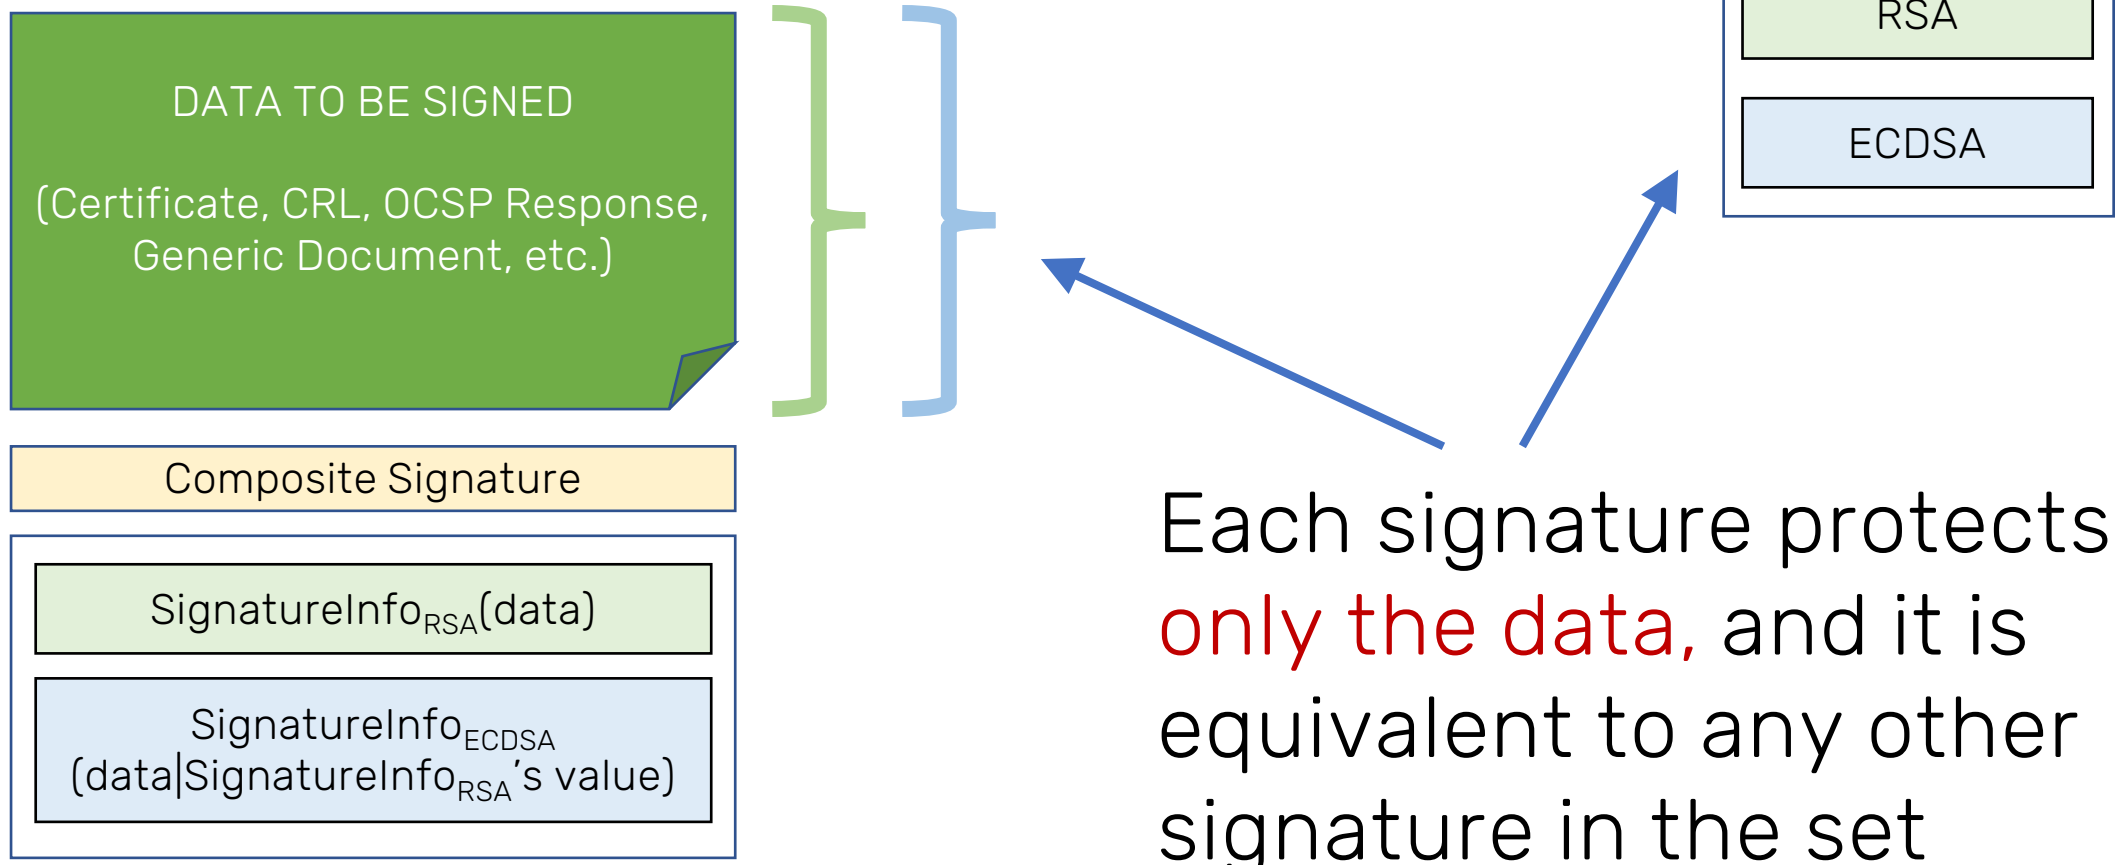 DATA TO BE SIGNED
(Certificate, CRL, OCSP Response,
Generic Document, etc.)
Composite Signature
SignatureInfoRSA(data)
SignatureInfoECDSA
(data|SignatureInfoRSA’s value)
RSA
ECDSA
Each signature protects
only the data, and it is
equivalent to any other
signature in the set